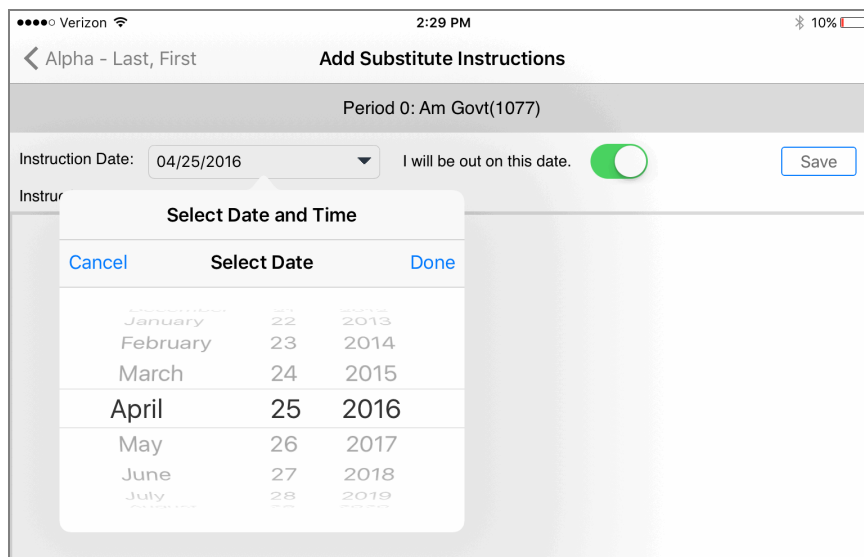 Verizon 2:29 PM 10%
Alpha - Last, First Add Substitute Instructions
Period 0: Am Govt(1077)
Instruction Date: 04/25/2016 I will be out on this date. Save
Select Date and Time
Cancel Select Date Done
January 22 2013
February 23 2014
March 24 2015
April 25 2016
May 26 2017
June 27 2018
July 28 2019